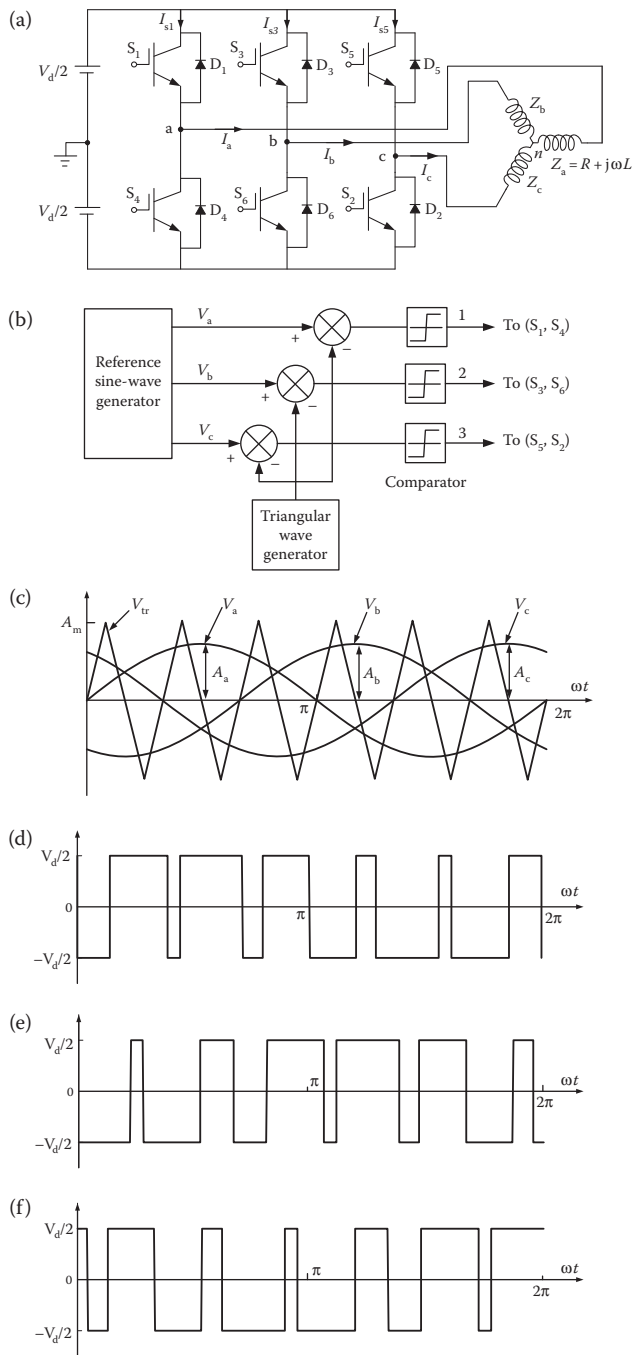 (a)
I_s1 I_s3 I_s5
S_1 S_3 S_5
V_d/2 D_1 D_3 D_5
Z_b
a b c
I_a I_b I_c
n Z_a = R + jωL
Z_c
S_4 S_6 S_2
V_d/2 D_4 D_6 D_2
(b)
Reference
sine-wave
generator
V_a + − 1 To (S_1, S_4)
V_b + − 2 To (S_3, S_6)
V_c + − 3 To (S_5, S_2)
Comparator
Triangular
wave
generator
(c)
A_m V_tr V_a V_b V_c
A_a A_b A_c
π ωt
2π
(d)
V_d/2
0 π ωt
2π
−V_d/2
(e)
V_d/2
0 π ωt
2π
−V_d/2
(f)
V_d/2
0 π ωt
2π
−V_d/2